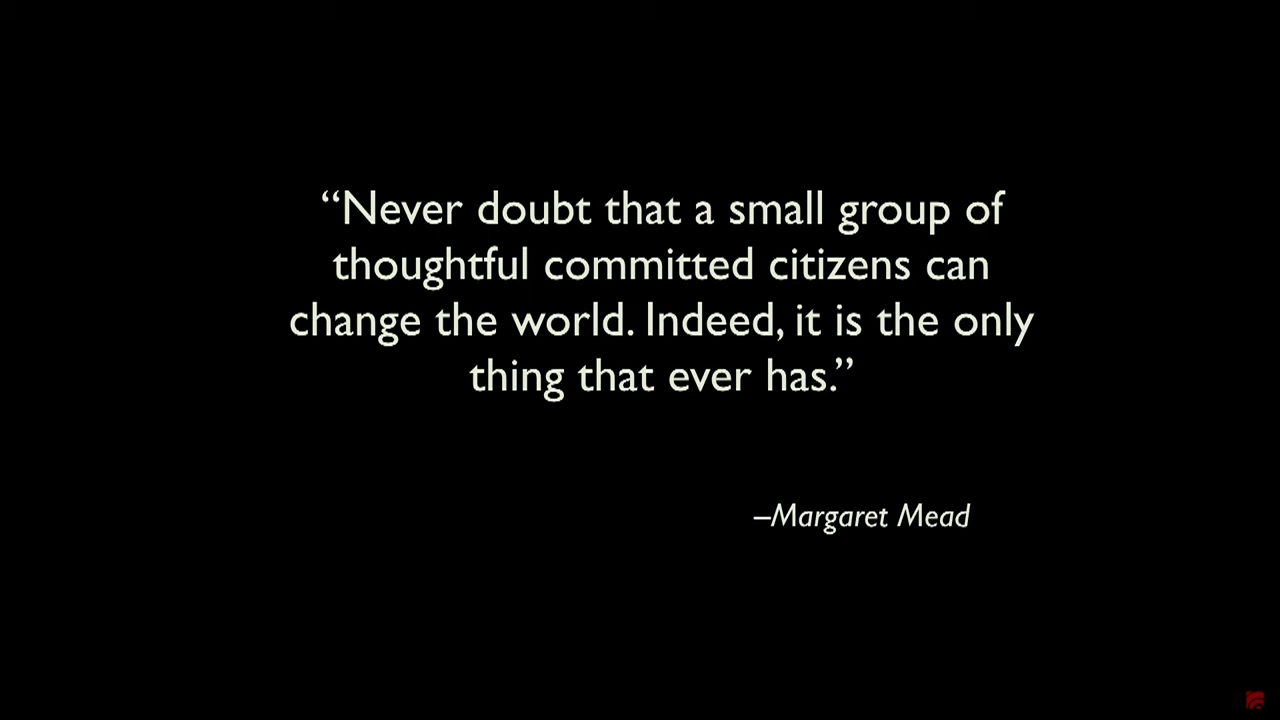 “Never doubt that a small group of
thoughtful committed citizens can
change the world. Indeed, it is the only
thing that ever has.”
–Margaret Mead